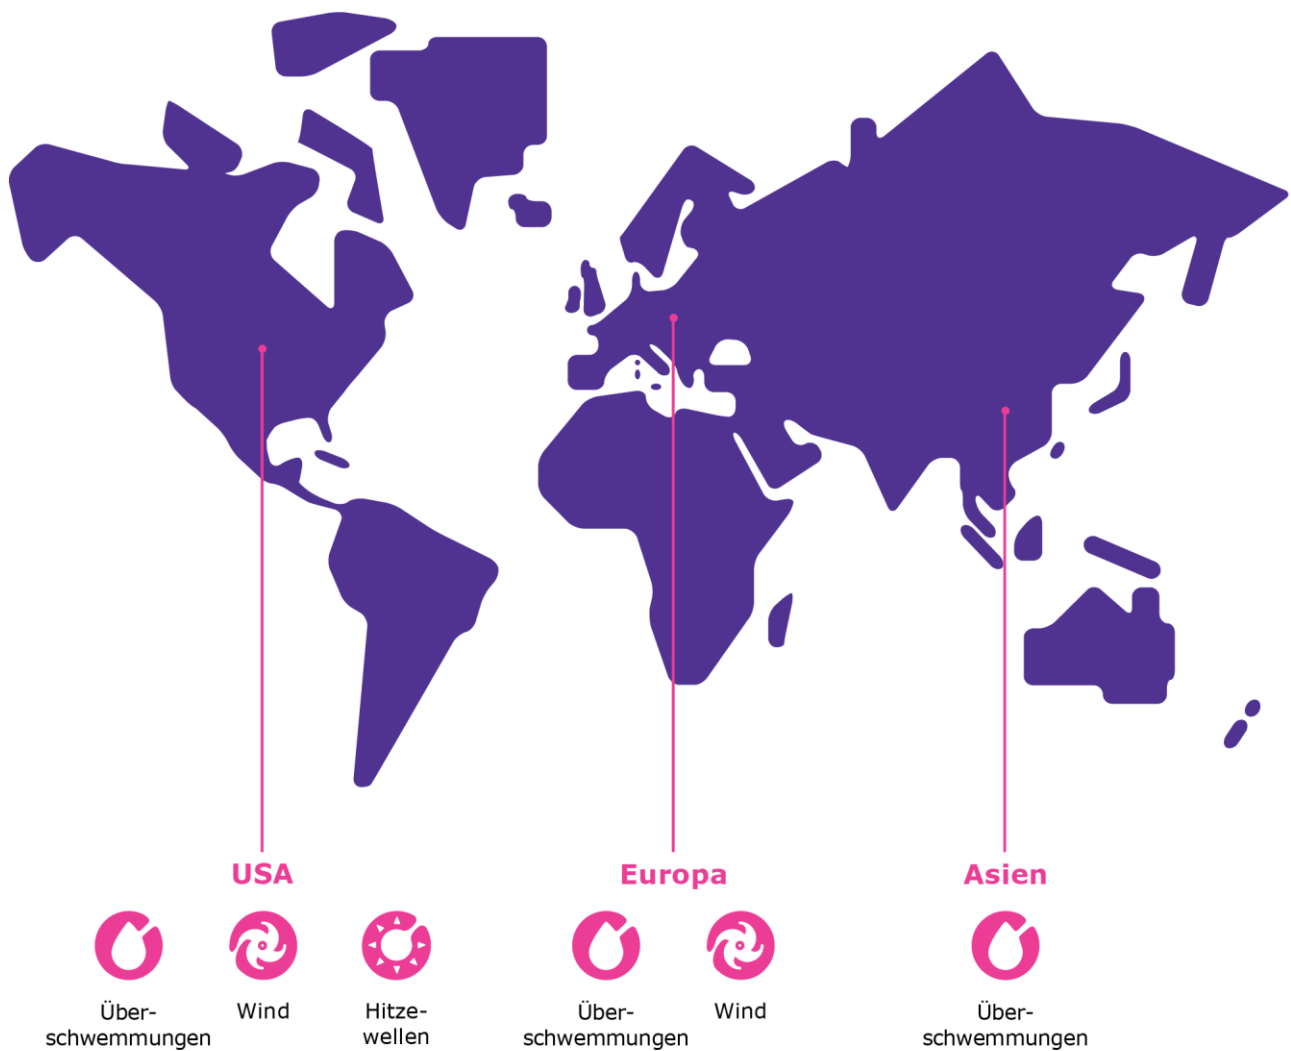 USA
Europa
Asien
Über-
schwemmungen
Wind
Hitze-
wellen
Über-
schwemmungen
Wind
Über-
schwemmungen